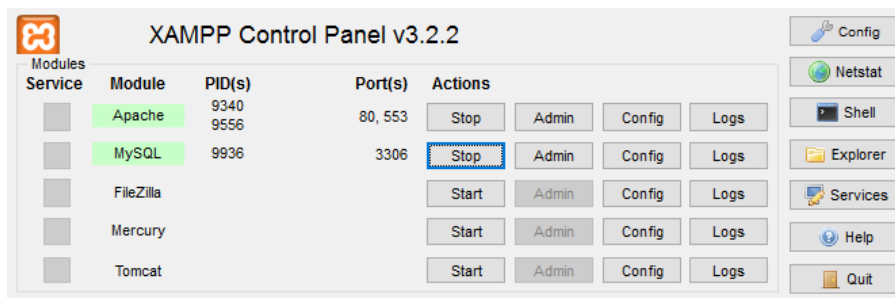 XAMPP Control Panel v3.2.2
Config
Modules
Netstat
Service Module PID(s) Port(s) Actions
Apache 9340 9556 80, 553 Stop Admin Config Logs
Shell
MySQL 9936 3306 Stop Admin Config Logs
Explorer
FileZilla Start Admin Config Logs
Services
Mercury Start Admin Config Logs
Help
Tomcat Start Admin Config Logs
Quit